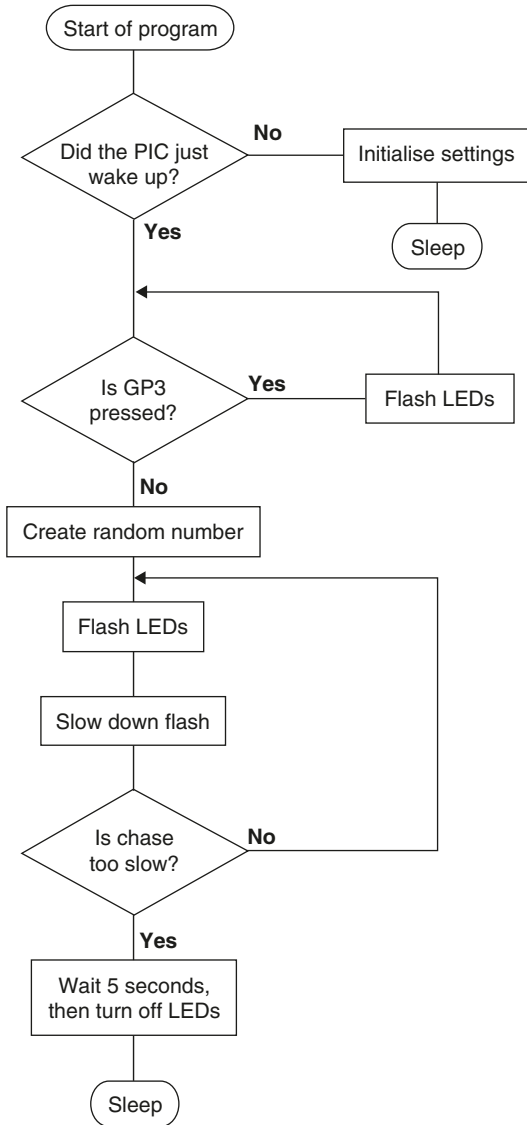 Start of program
Did the PIC just
wake up?
No
Initialise settings
Sleep
Yes
Is GP3
pressed?
Yes
Flash LEDs
No
Create random number
Flash LEDs
Slow down flash
Is chase
too slow?
No
Yes
Wait 5 seconds,
then turn off LEDs
Sleep